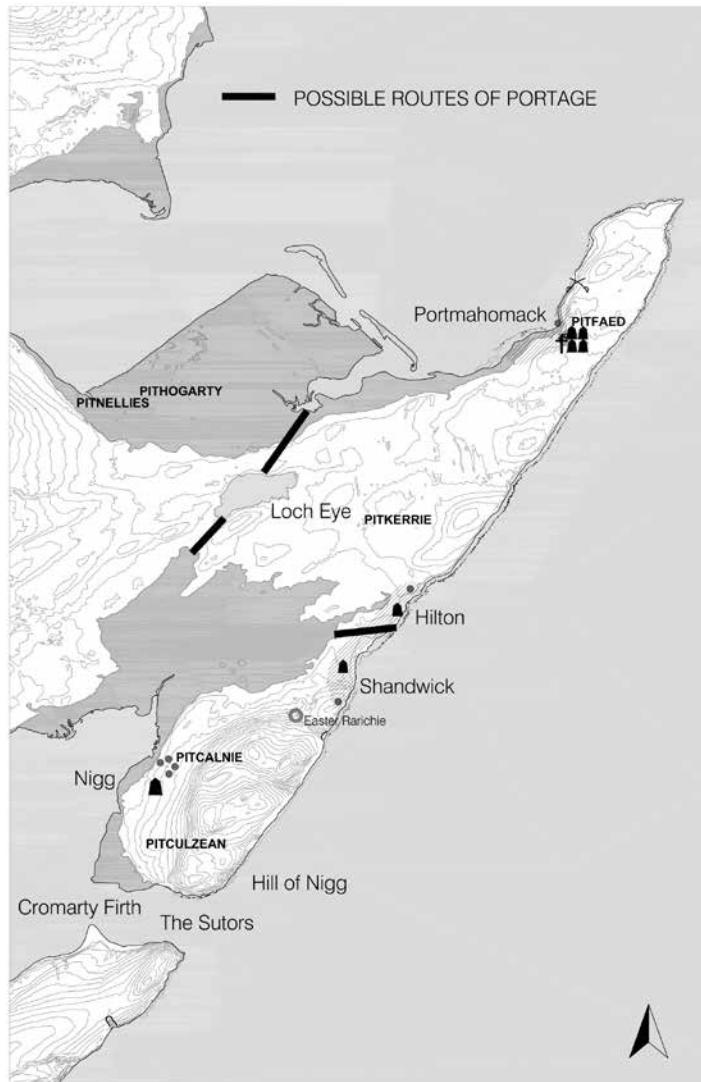 POSSIBLE ROUTES OF PORTAGE
Portmahomack
PITFAED
PITHOGARTY
PITNELLIES
Loch Eye
PITKERRIE
Hilton
Shandwick
Easter Rarichie
PITCALNIE
Nigg
PITCULZEAN
Hill of Nigg
Cromarty Firth
The Sutors